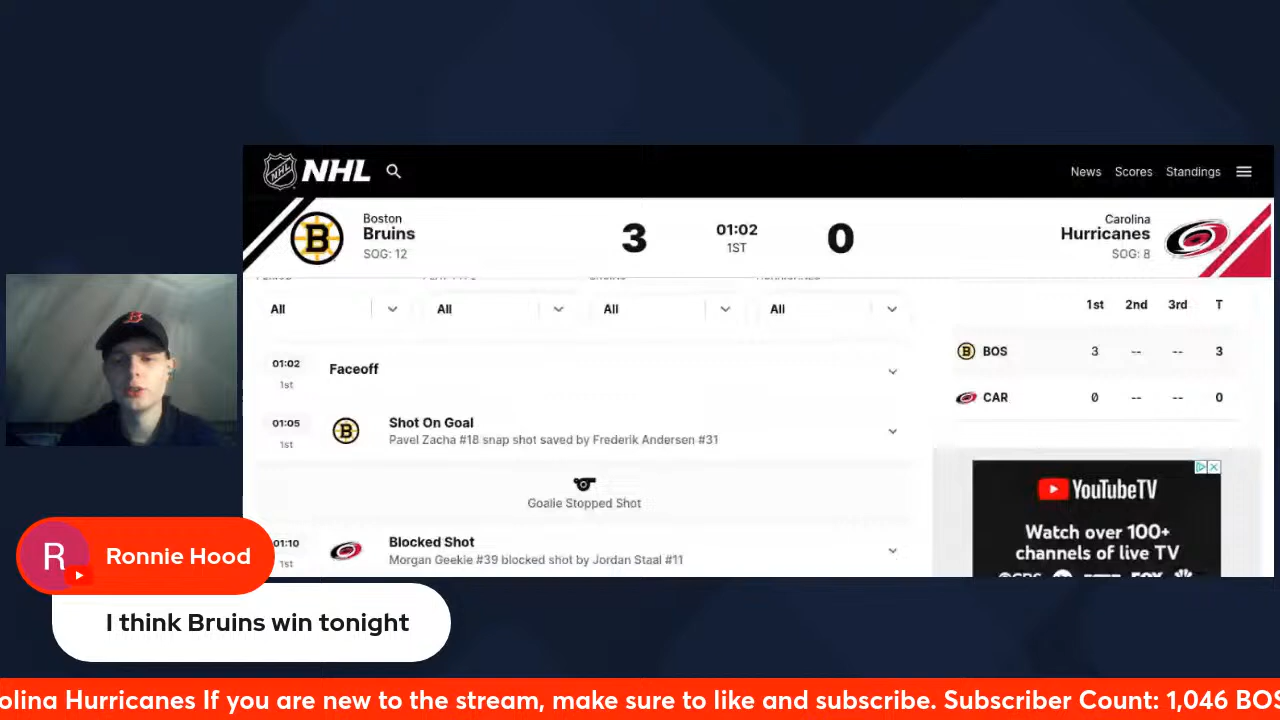 NHL
News Scores Standings
Boston
Bruins
SOG: 12
3
01:02
1ST
0
Carolina
Hurricanes
SOG: 8
All
All
All
All
1st 2nd 3rd T
BOS 3 -- -- 3
CAR 0 -- -- 0
01:02
1st
Faceoff
01:05
1st
Shot On Goal
Pavel Zacha #18 snap shot saved by Frederik Andersen #31
Goalie Stopped Shot
01:10
1st
Blocked Shot
Morgan Geekie #39 blocked shot by Jordan Staal #11
YouTubeTV
Watch over 100+
channels of live TV
R
Ronnie Hood
I think Bruins win tonight
olina Hurricanes If you are new to the stream, make sure to like and subscribe. Subscriber Count: 1,046 BOS